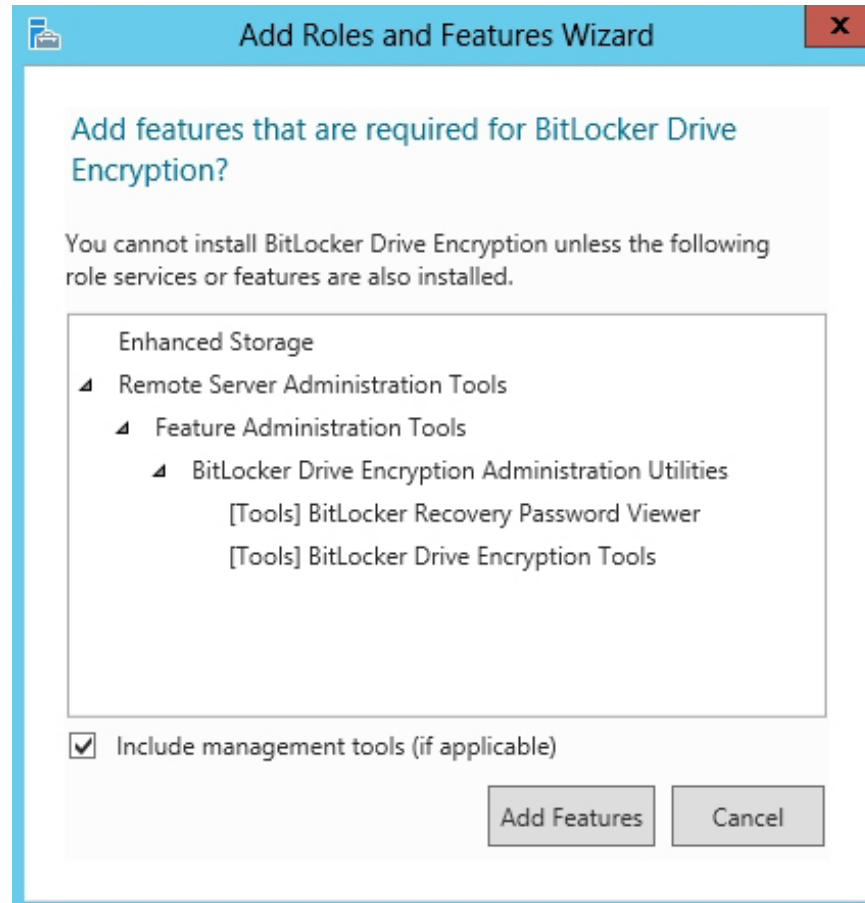 Add Roles and Features Wizard
x
Add features that are required for BitLocker Drive
Encryption?
You cannot install BitLocker Drive Encryption unless the following
role services or features are also installed.
Enhanced Storage
Remote Server Administration Tools
Feature Administration Tools
BitLocker Drive Encryption Administration Utilities
[Tools] BitLocker Recovery Password Viewer
[Tools] BitLocker Drive Encryption Tools
Include management tools (if applicable)
Add Features
Cancel